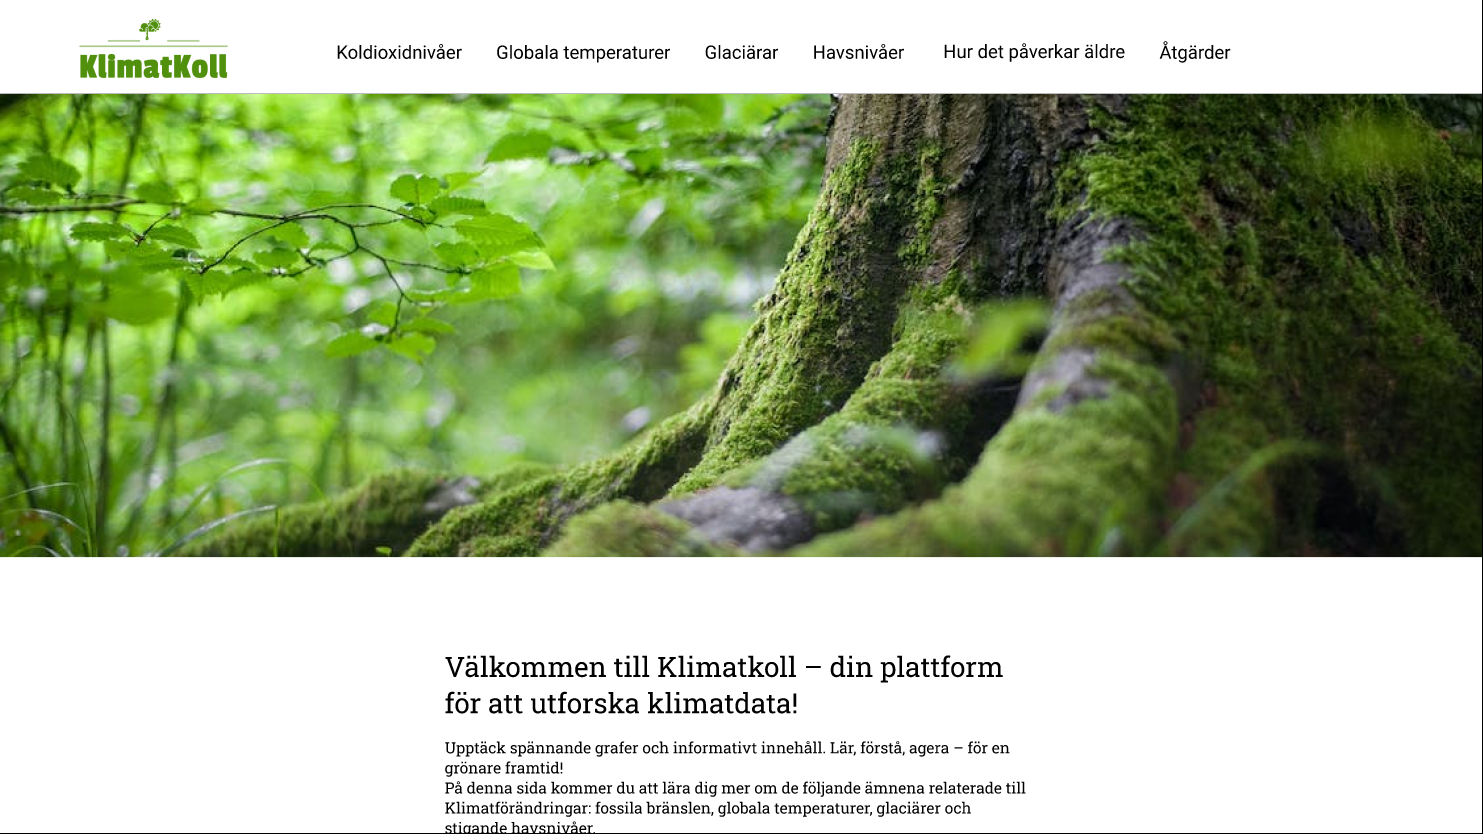 KlimatKoll
Koldioxidnivåer Globala temperaturer Glaciärar Havsnivåer Hur det påverkar äldre Åtgärder
Välkommen till Klimatkoll – din plattform
för att utforska klimatdata!
Upptäck spännande grafer och informativt innehåll. Lär, förstå, agera – för en
grönare framtid!
På denna sida kommer du att lära dig mer om de följande ämnena relaterade till
Klimatförändringar: fossila bränslen, globala temperaturer, glaciärer och
stigande havsnivåer.